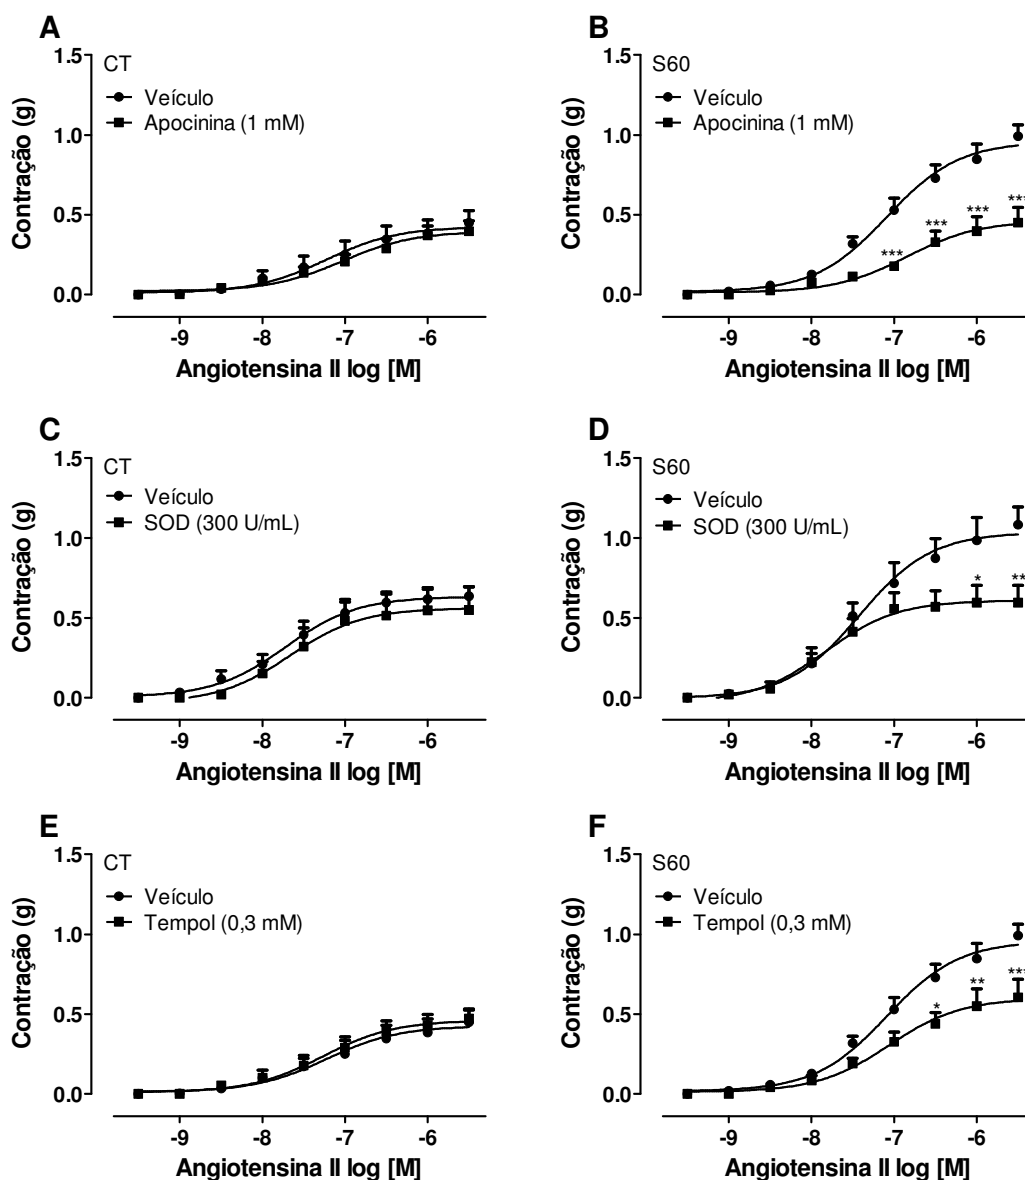 A
CT
Veículo
Apocinina (1 mM)
1.5
1.0
0.5
0.0
Contração (g)
-9 -8 -7 -6
Angiotensina II log [M]
B
S60
Veículo
Apocinina (1 mM)
1.5
1.0
0.5
0.0
Contração (g)
*** *** *** ***
-9 -8 -7 -6
Angiotensina II log [M]
C
CT
Veículo
SOD (300 U/mL)
1.5
1.0
0.5
0.0
Contração (g)
-9 -8 -7 -6
Angiotensina II log [M]
D
S60
Veículo
SOD (300 U/mL)
1.5
1.0
0.5
0.0
Contração (g)
* **
-9 -8 -7 -6
Angiotensina II log [M]
E
CT
Veículo
Tempol (0,3 mM)
1.5
1.0
0.5
0.0
Contração (g)
-9 -8 -7 -6
Angiotensina II log [M]
F
S60
Veículo
Tempol (0,3 mM)
1.5
1.0
0.5
0.0
Contração (g)
* ** ***
-9 -8 -7 -6
Angiotensina II log [M]